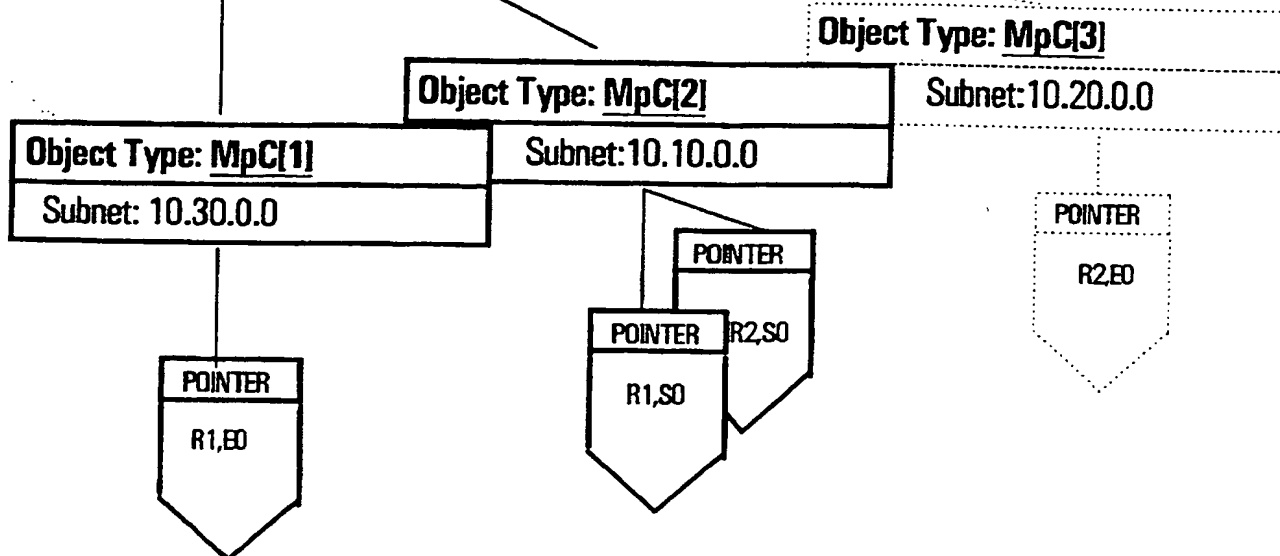 Object Type: MpC[3]
Subnet:10.20.0.0
Object Type: MpC[2]
Subnet:10.10.0.0
Object Type: MpC[1]
Subnet: 10.30.0.0
POINTER
R2,E0
POINTER
R2,S0
POINTER
R1,S0
POINTER
R1,E0